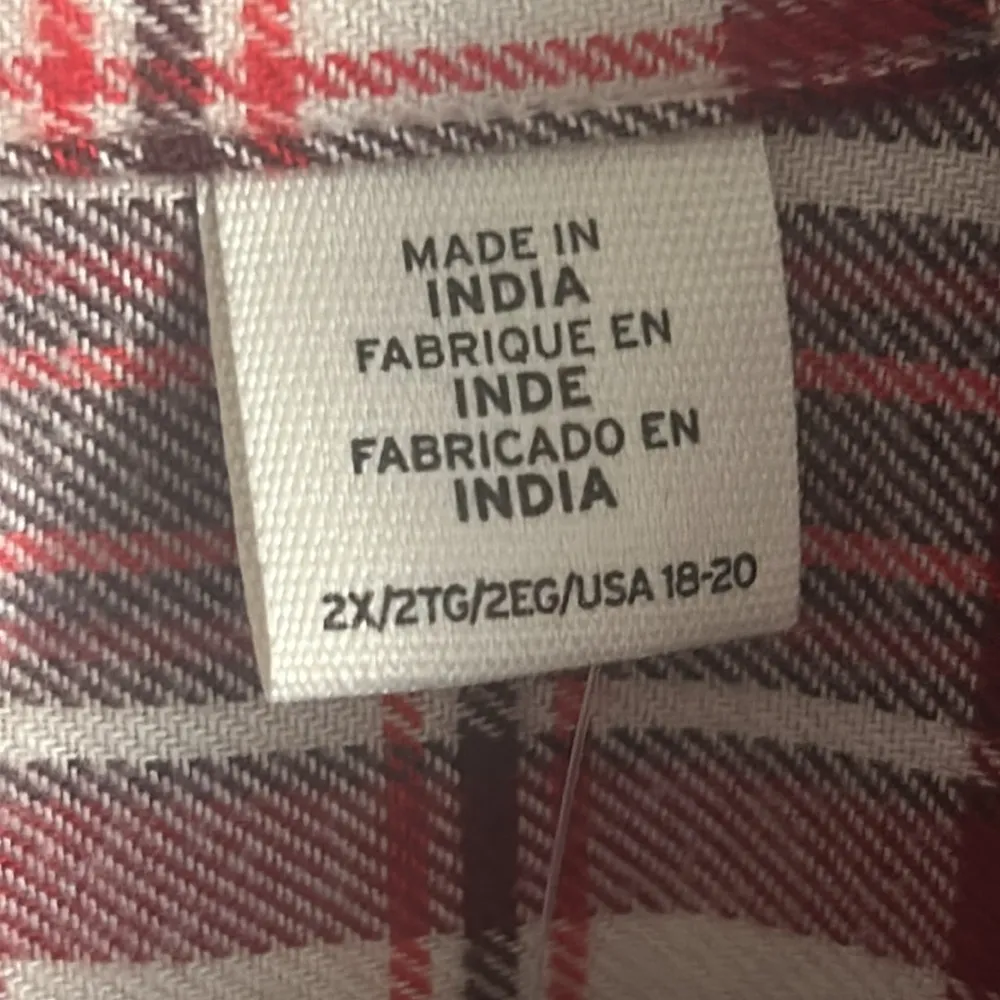 MADE IN
INDIA
FABRIQUE EN
INDE
FABRICADO EN
INDIA
2X/2TG/2EG/USA 18-20